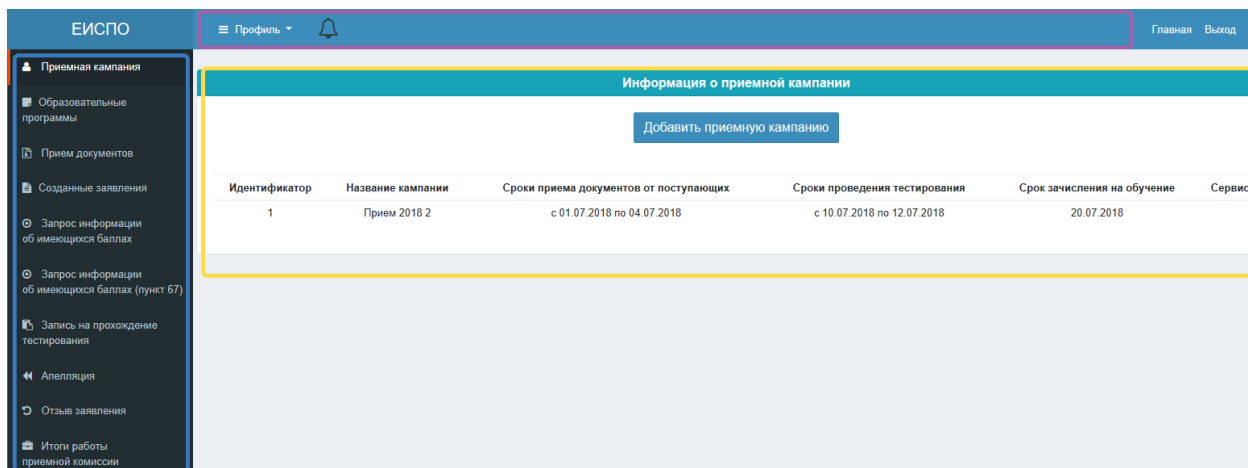 ЕИСПО
Профиль
Главная Выход
Приемная кампания
Образовательные
программы
Прием документов
Созданные заявления
Запрос информации
об имеющихся баллах
Запрос информации
об имеющихся баллах (пункт 67)
Запись на прохождение
тестирования
Апелляция
Отзыв заявления
Итоги работы
приемной комиссии
Информация о приемной кампании
Добавить приемную кампанию
Идентификатор Название кампании Сроки приема документов от поступающих Сроки проведения тестирования Срок зачисления на обучение Сервис
1 Прием 2018 2 с 01.07.2018 по 04.07.2018 с 10.07.2018 по 12.07.2018 20.07.2018